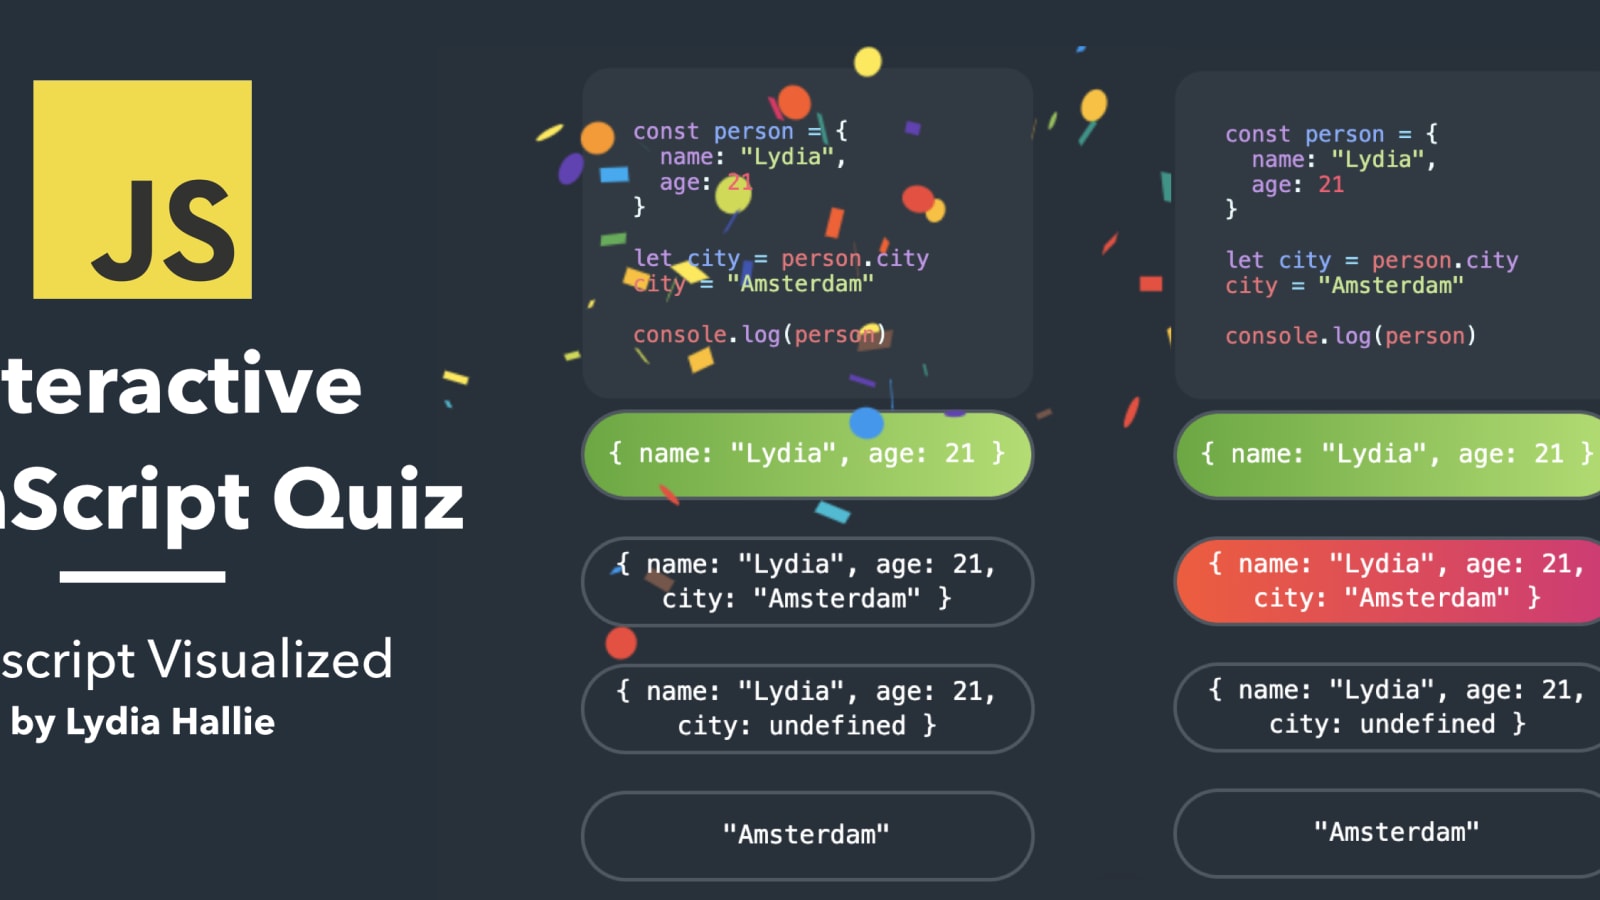 JS
teractive
aScript Quiz
script Visualized
by Lydia Hallie
const person = {
  name: "Lydia",
  age: 21
}
let city = person.city
city = "Amsterdam"
console.log(person)
{ name: "Lydia", age: 21 }
{ name: "Lydia", age: 21,
city: "Amsterdam" }
{ name: "Lydia", age: 21,
city: undefined }
"Amsterdam"
const person = {
  name: "Lydia",
  age: 21
}
let city = person.city
city = "Amsterdam"
console.log(person)
{ name: "Lydia", age: 21 }
{ name: "Lydia", age: 21,
city: "Amsterdam" }
{ name: "Lydia", age: 21,
city: undefined }
"Amsterdam"